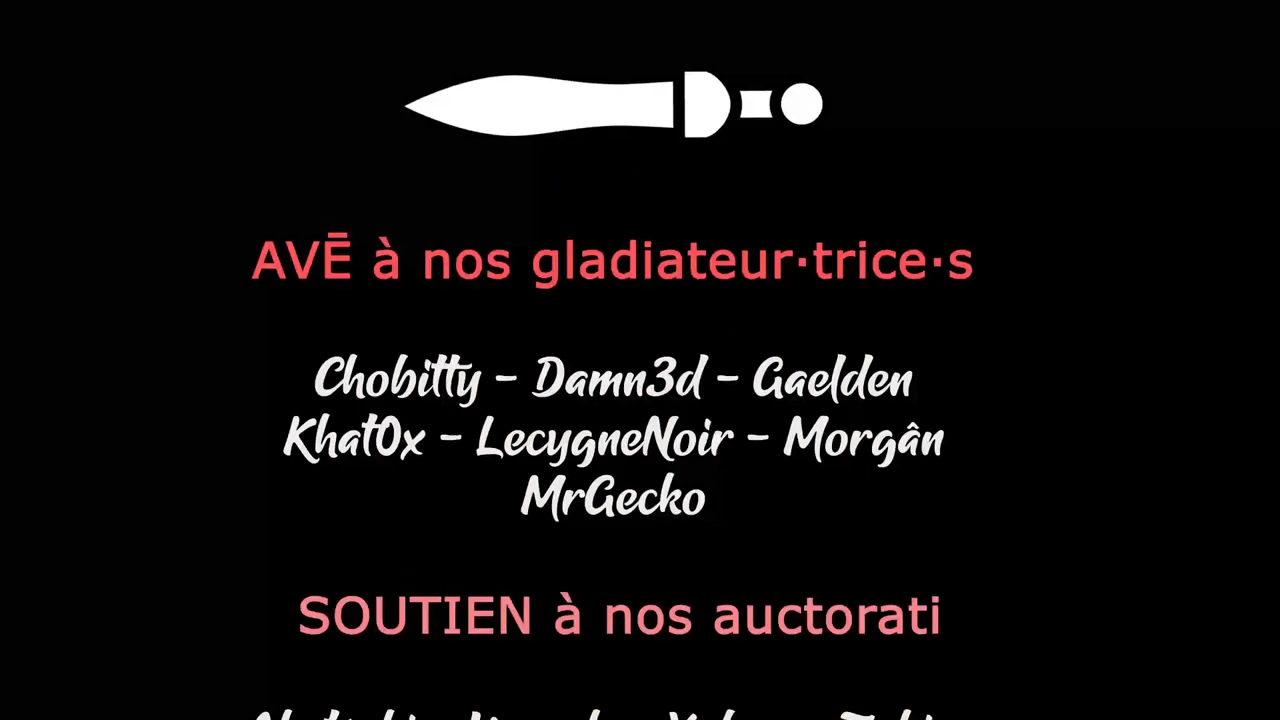 AVĒ à nos gladiateur·trice·s
Chobitty - Damn3d - Gaelden
Khat0x - LecygneNoir - Morgân
MrGecko
SOUTIEN à nos auctorati